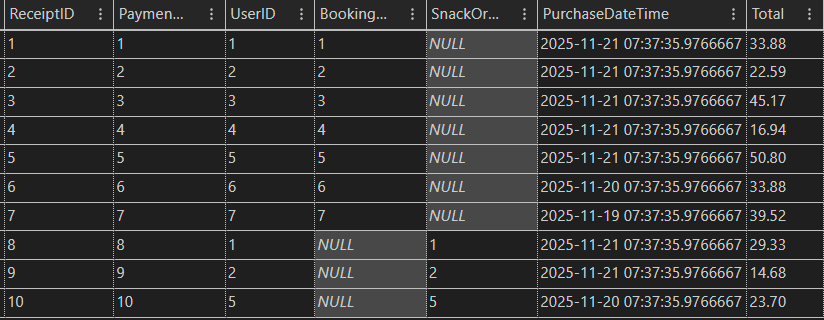 ReceiptID Paymen... UserID Booking... SnackOr... PurchaseDateTime Total
1 1 1 1 NULL 2025-11-21 07:37:35.9766667 33.88
2 2 2 2 NULL 2025-11-21 07:37:35.9766667 22.59
3 3 3 3 NULL 2025-11-21 07:37:35.9766667 45.17
4 4 4 4 NULL 2025-11-21 07:37:35.9766667 16.94
5 5 5 5 NULL 2025-11-21 07:37:35.9766667 50.80
6 6 6 6 NULL 2025-11-20 07:37:35.9766667 33.88
7 7 7 7 NULL 2025-11-19 07:37:35.9766667 39.52
8 8 1 NULL 1 2025-11-21 07:37:35.9766667 29.33
9 9 2 NULL 2 2025-11-21 07:37:35.9766667 14.68
10 10 5 NULL 5 2025-11-20 07:37:35.9766667 23.70